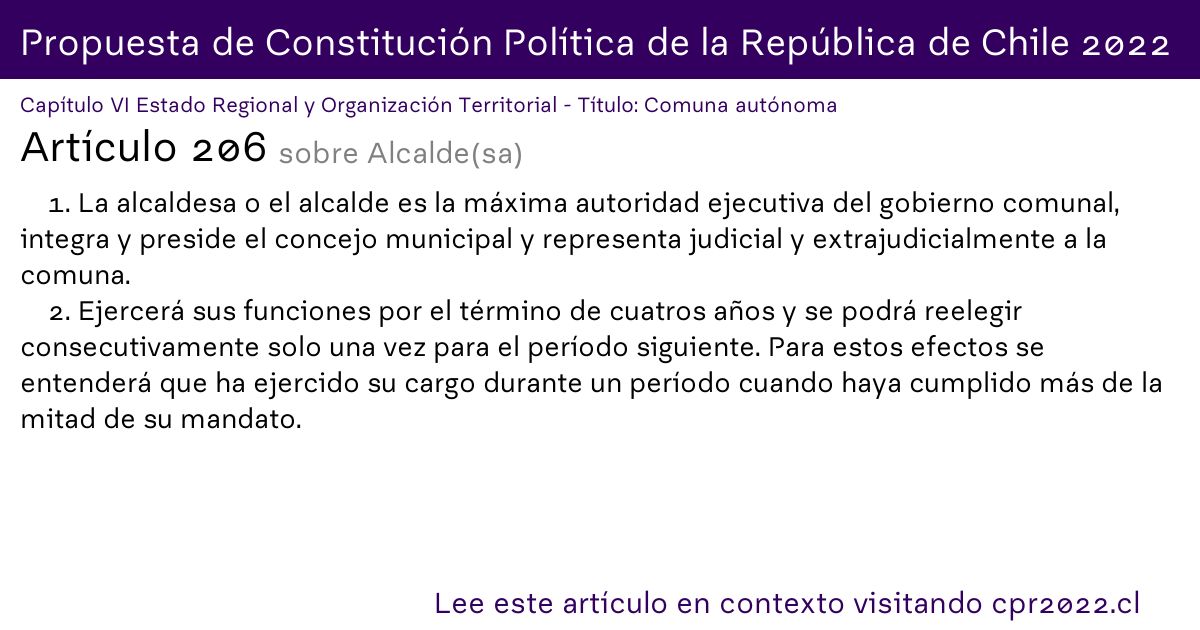 Propuesta de Constitución Política de la República de Chile 2022
Capítulo VI Estado Regional y Organización Territorial - Título: Comuna autónoma
Artículo 206 sobre Alcalde(sa)
1. La alcaldesa o el alcalde es la máxima autoridad ejecutiva del gobierno comunal,
integra y preside el concejo municipal y representa judicial y extrajudicialmente a la
comuna.
2. Ejercerá sus funciones por el término de cuatros años y se podrá reelegir
consecutivamente solo una vez para el período siguiente. Para estos efectos se
entenderá que ha ejercido su cargo durante un período cuando haya cumplido más de la
mitad de su mandato.
Lee este artículo en contexto visitando cpr2022.cl